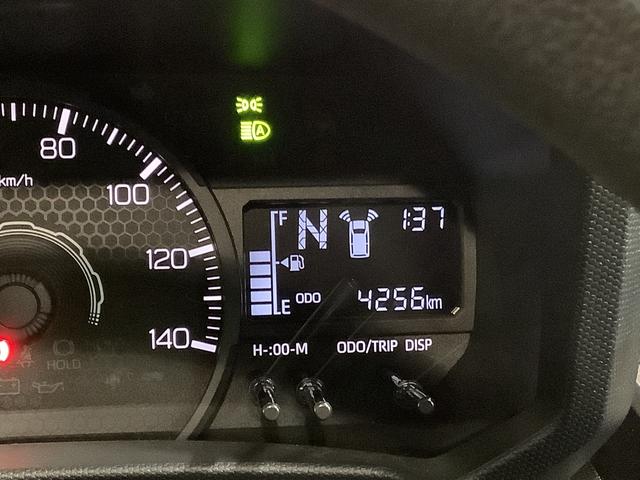 80
km/h
100
120
140
HOLD
F
N
1:37
E
ODO
4256km
H-:00-M
ODO/TRIP DISP
A